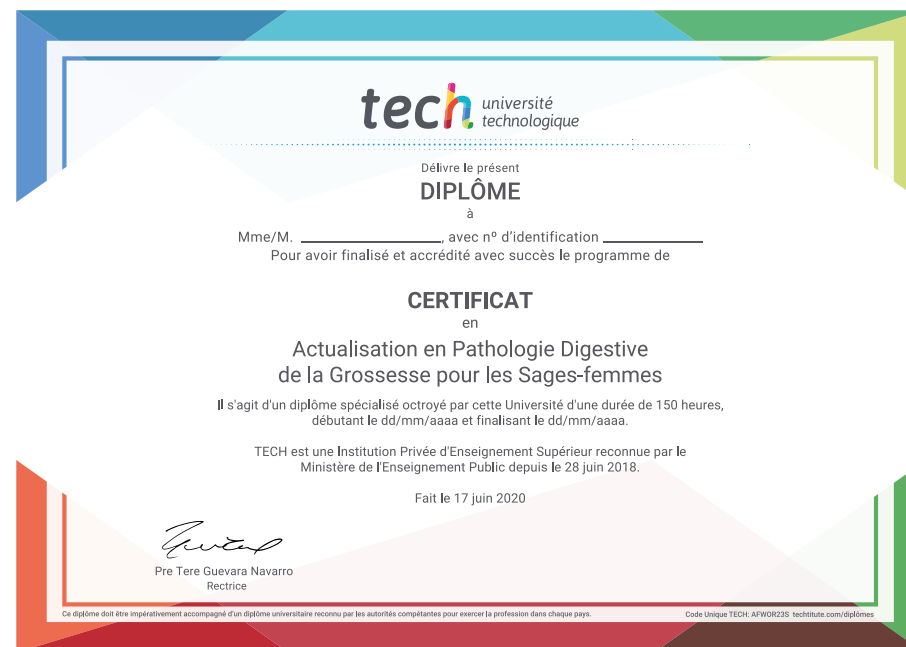 tech université
technologique
Délivre le présent
DIPLÔME
à
Mme/M. ____________________, avec nº d'identification ______________
Pour avoir finalisé et accrédité avec succès le programme de
CERTIFICAT
en
Actualisation en Pathologie Digestive
de la Grossesse pour les Sages-femmes
Il s'agit d'un diplôme spécialisé octroyé par cette Université d'une durée de 150 heures,
débutant le dd/mm/aaaa et finalisant le dd/mm/aaaa.
TECH est une Institution Privée d'Enseignement Supérieur reconnue par le
Ministère de l'Enseignement Public depuis le 28 juin 2018.
Fait le 17 juin 2020
Pre Tere Guevara Navarro
Rectrice
Ce diplôme doit être impérativement accompagné d'un diplôme universitaire reconnu par les autorités compétantes pour exercer la profession dans chaque pays.
Code Unique TECH: AFWOR23S techtitute.com/diplômes